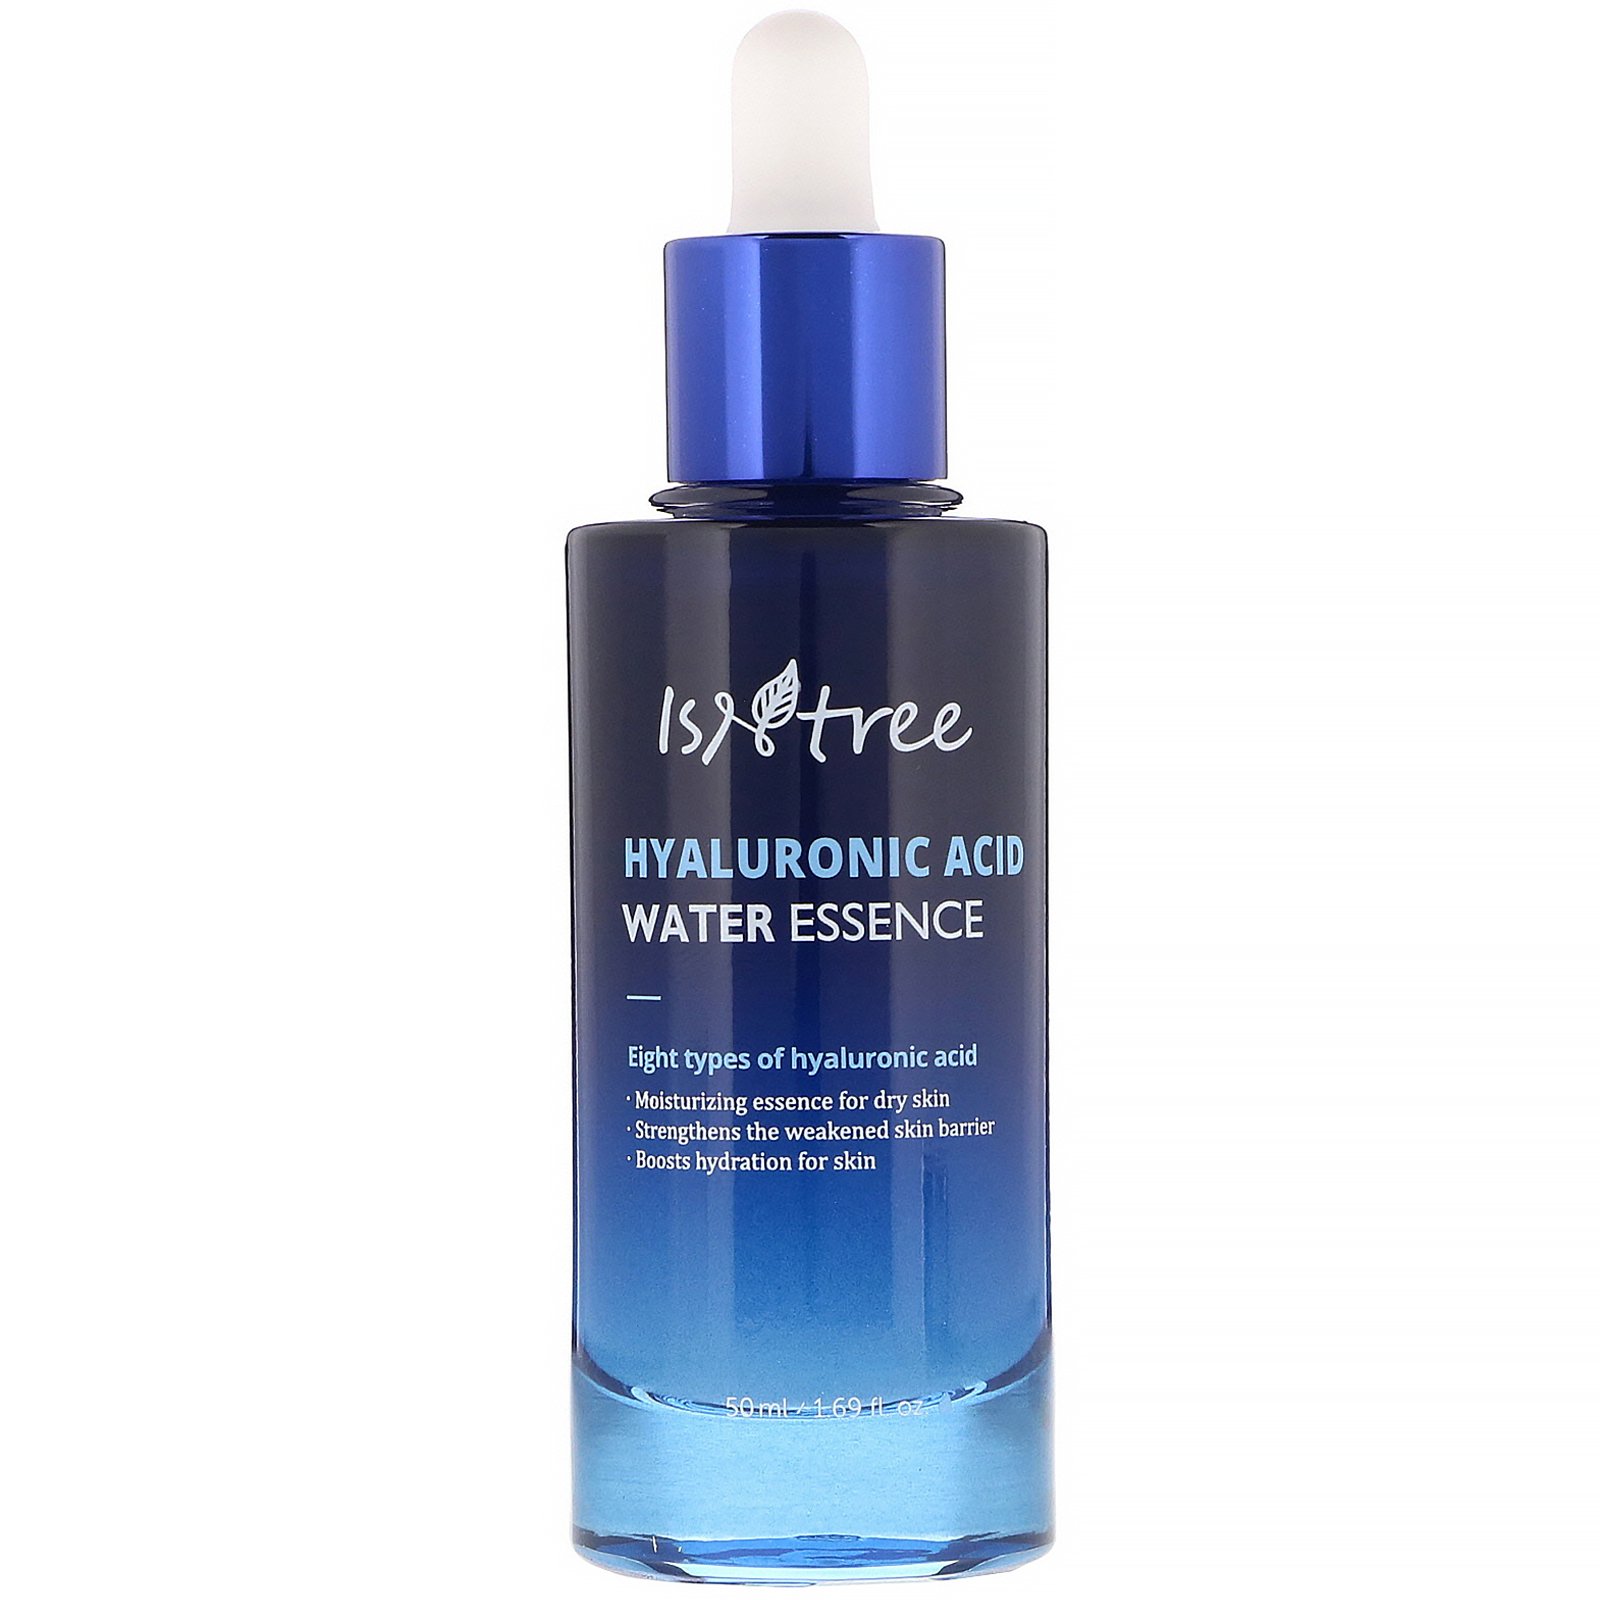 Isntree
HYALURONIC ACID
WATER ESSENCE
Eight types of hyaluronic acid
· Moisturizing essence for dry skin
· Strengthens the weakened skin barrier
· Boosts hydration for skin
50 ml / 1.69 fl. oz.